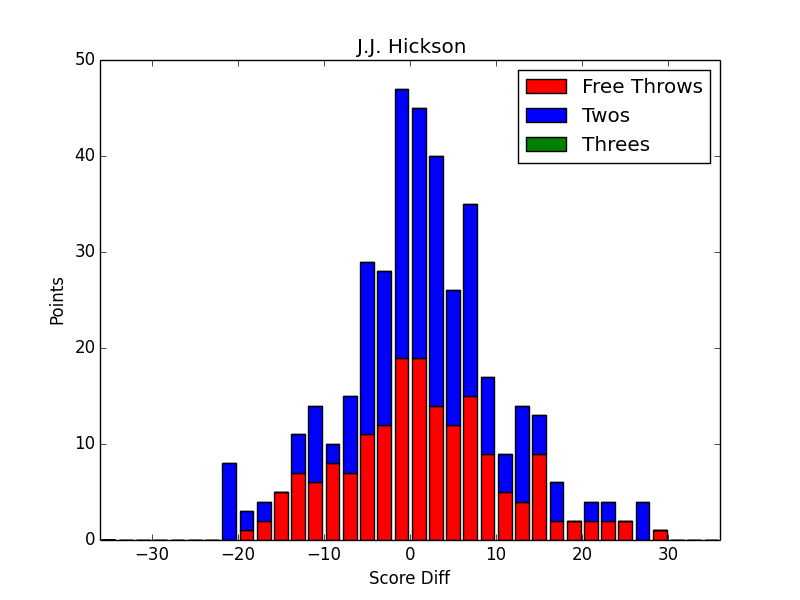 J.J. Hickson
Free Throws
Twos
Threes
50
40
30
20
10
0
Points
−30
−20
−10
0
10
20
30
Score Diff